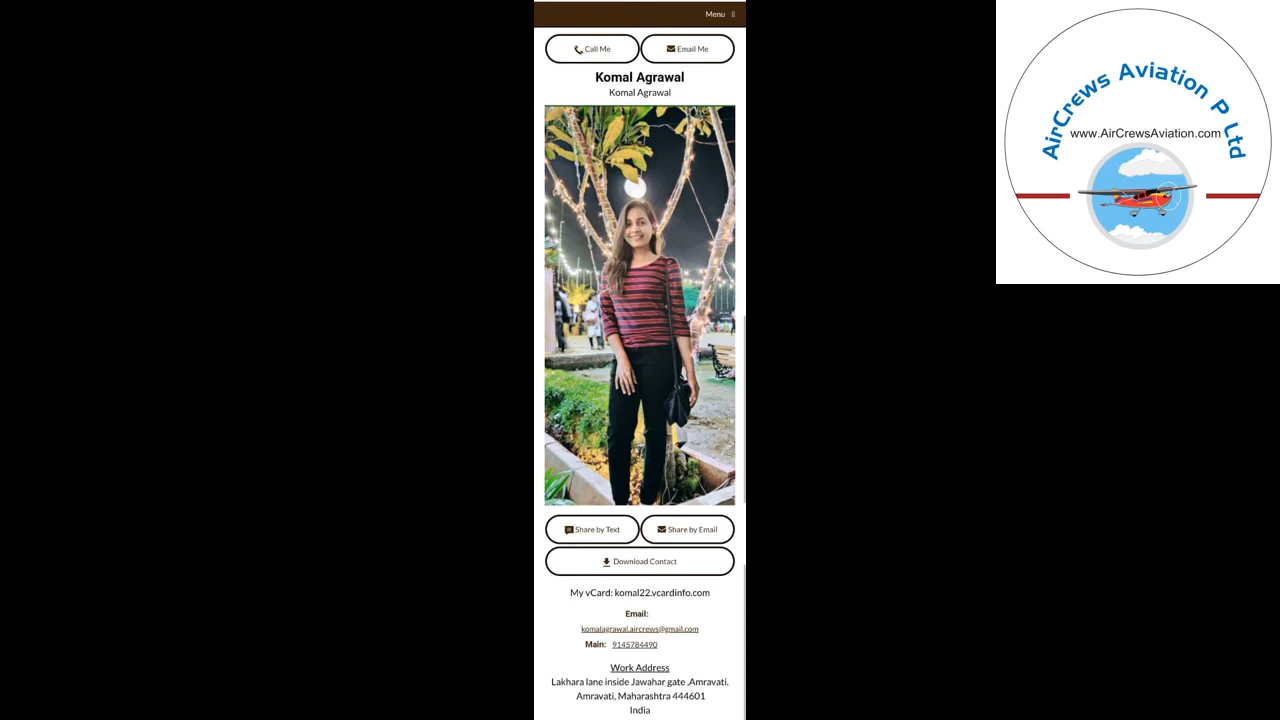 Menu
Call Me
Email Me
Komal Agrawal
Komal Agrawal
Share by Text
Share by Email
Download Contact
My vCard: komal22.vcardinfo.com
Email:
komalagrawal.aircrews@gmail.com
Main: 9145784490
Work Address
Lakhara lane inside Jawahar gate ,Amravati.
Amravati, Maharashtra 444601
India
AirCrews Aviation P Ltd
www.AirCrewsAviation.com